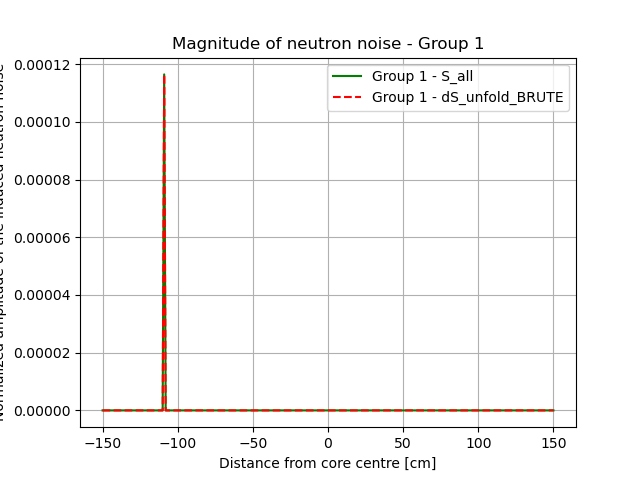 Magnitude of neutron noise - Group 1
Group 1 - S_all
Group 1 - dS_unfold_BRUTE
Normalized amplitude of the induced neutron noise
0.00012
0.00010
0.00008
0.00006
0.00004
0.00002
0.00000
−150
−100
−50
0
50
100
150
Distance from core centre [cm]